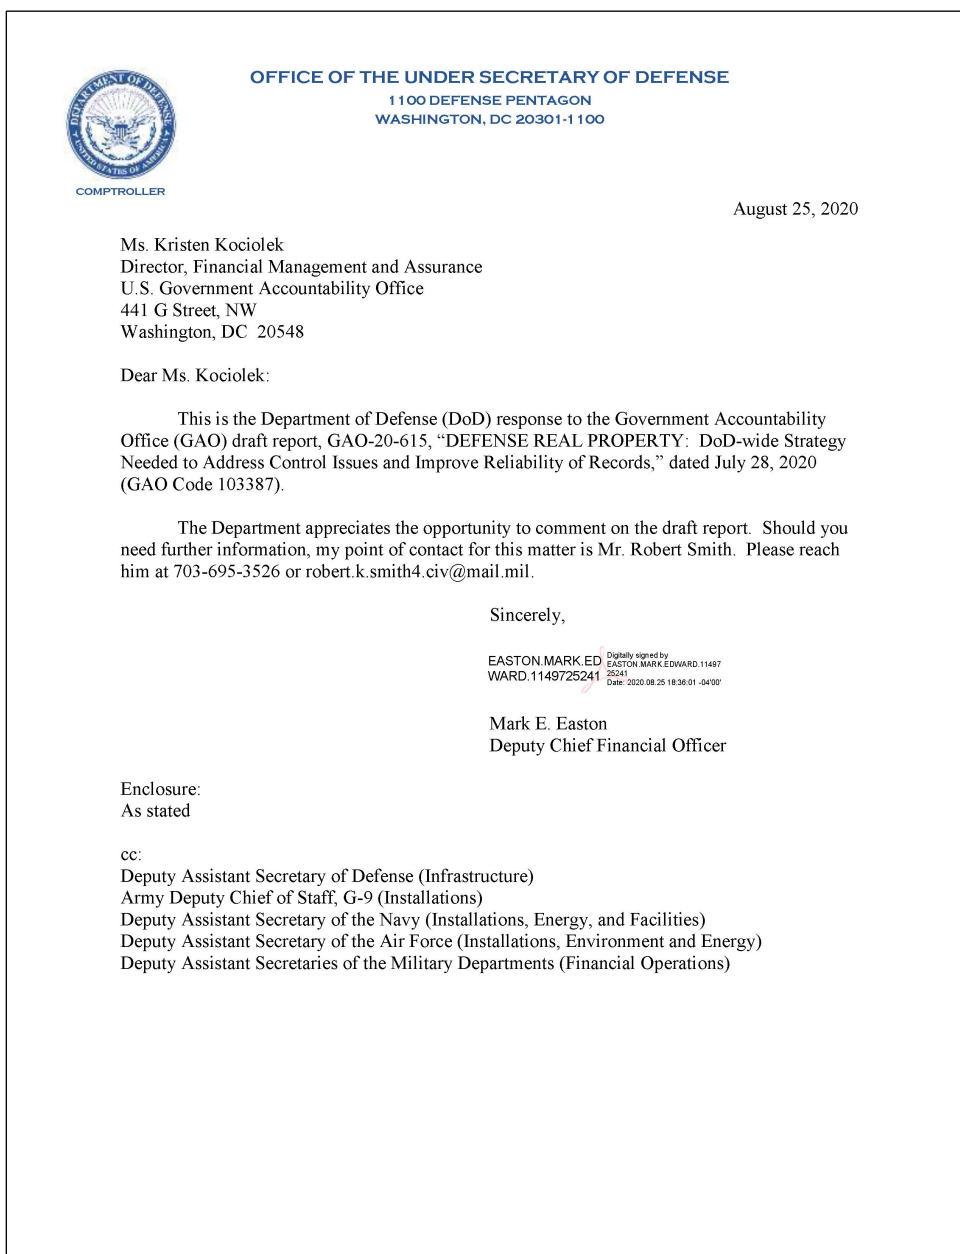 OFFICE OF THE UNDER SECRETARY OF DEFENSE
1100 DEFENSE PENTAGON
WASHINGTON, DC 20301-1100
DEPARTMENT OF DEFENSE
UNITED STATES OF AMERICA
COMPTROLLER
August 25, 2020
Ms. Kristen Kociolek
Director, Financial Management and Assurance
U.S. Government Accountability Office
441 G Street, NW
Washington, DC  20548
Dear Ms. Kociolek:
This is the Department of Defense (DoD) response to the Government Accountability
Office (GAO) draft report, GAO-20-615, “DEFENSE REAL PROPERTY:  DoD-wide Strategy
Needed to Address Control Issues and Improve Reliability of Records,” dated July 28, 2020
(GAO Code 103387).
The Department appreciates the opportunity to comment on the draft report.  Should you
need further information, my point of contact for this matter is Mr. Robert Smith.  Please reach
him at 703-695-3526 or robert.k.smith4.civ@mail.mil.
Sincerely,
EASTON.MARK.ED
WARD.1149725241
Digitally signed by
EASTON.MARK.EDWARD.11497
25241
Date: 2020.08.25 18:36:01 -04'00'
Mark E. Easton
Deputy Chief Financial Officer
Enclosure:
As stated
cc:
Deputy Assistant Secretary of Defense (Infrastructure)
Army Deputy Chief of Staff, G-9 (Installations)
Deputy Assistant Secretary of the Navy (Installations, Energy, and Facilities)
Deputy Assistant Secretary of the Air Force (Installations, Environment and Energy)
Deputy Assistant Secretaries of the Military Departments (Financial Operations)